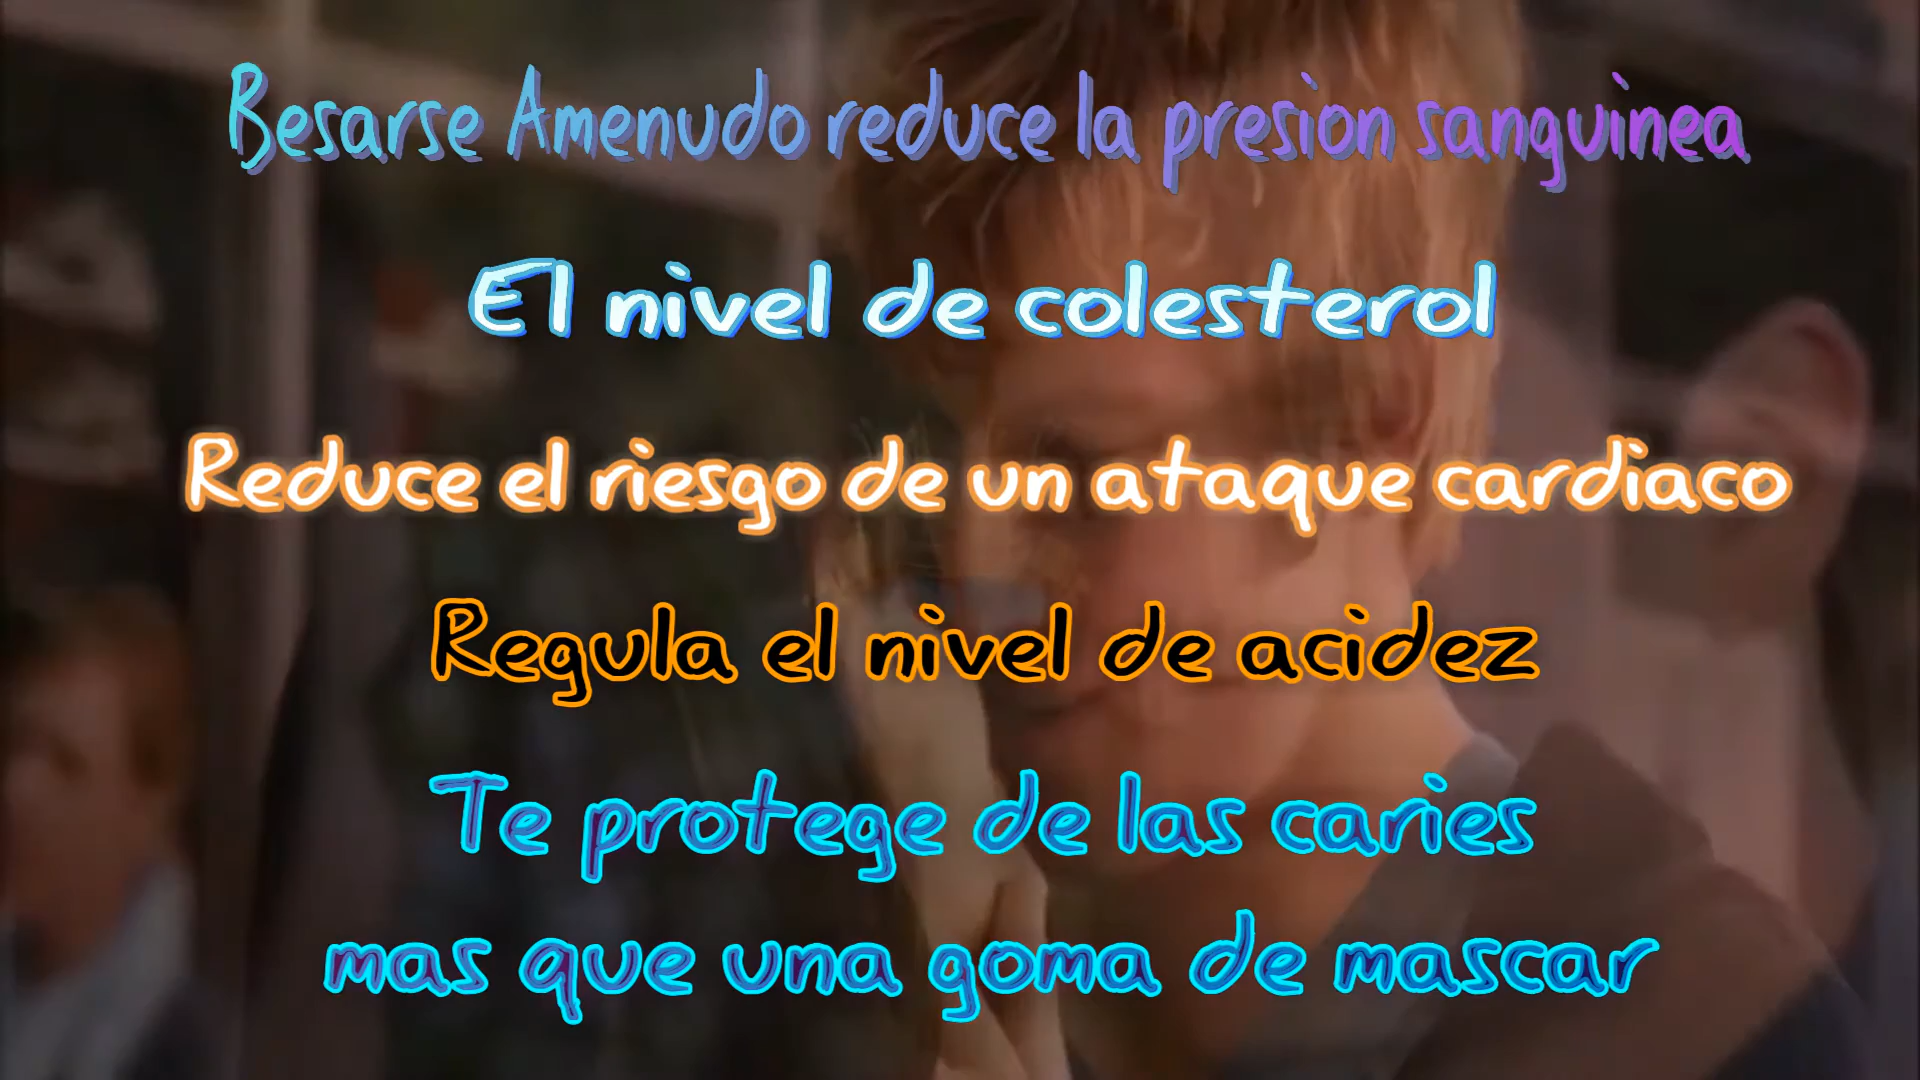 Besarse Amenudo reduce la presion sanguinea
El nivel de colesterol
Reduce el riesgo de un ataque cardiaco
Regula el nivel de acidez
Te protege de las caries
mas que una goma de mascar